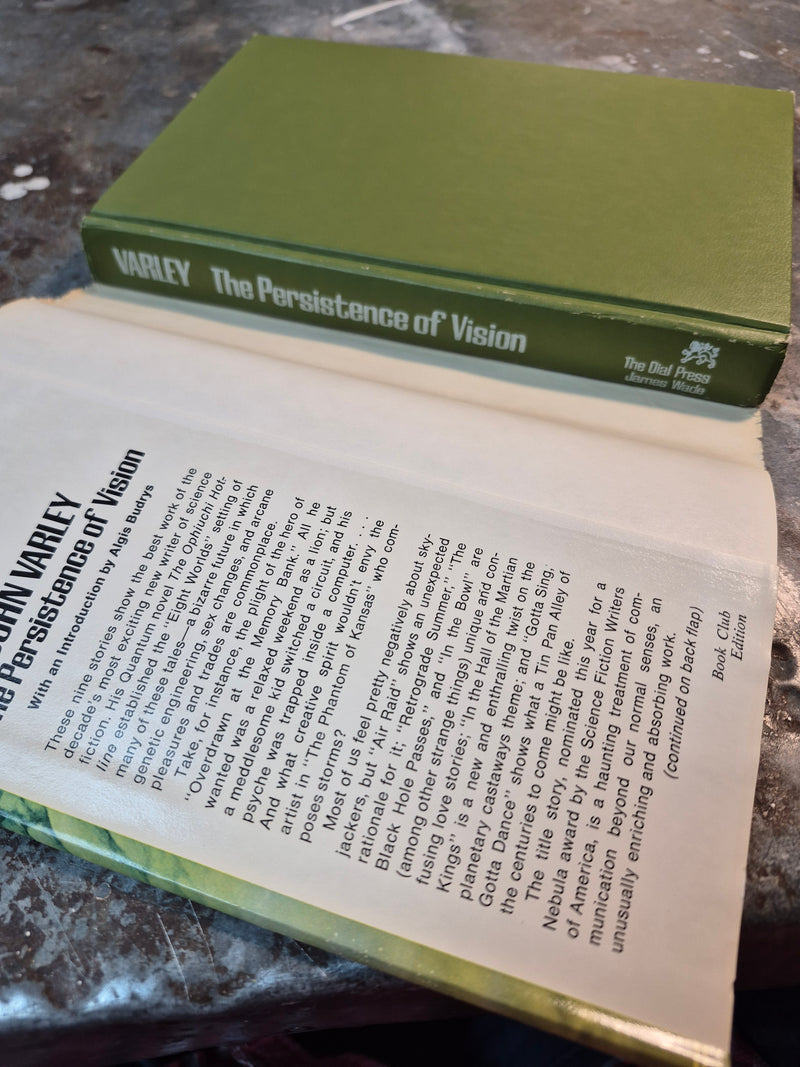 VARLEY The Persistence of Vision
The Dial Press
James Wade
JOHN VARLEY
The Persistence of Vision
With an Introduction by Algis Budrys
These nine stories show the best work of the
decade's most exciting new writer of science
fiction. His Quantum novel The Ophiuchi Hot-
line established the "Eight Worlds" setting of
many of these tales—a bizarre future in which
genetic engineering, sex changes, and arcane
pleasures and trades are commonplace.
Take, for instance, the plight of the hero of
"Overdrawn at the Memory Bank." All he
wanted was a relaxed weekend as a lion; but
a meddlesome kid switched a circuit, and his
psyche was trapped inside a computer. . . .
And what creative spirit wouldn't envy the
artist in "The Phantom of Kansas" who com-
poses storms?
Most of us feel pretty negatively about sky-
jackers, but "Air Raid" shows an unexpected
rationale for it; "Retrograde Summer," "The
Black Hole Passes," and "In the Bowl" are
(among other strange things) unique and con-
fusing love stories; "In the Hall of the Martian
Kings" is a new and enthralling twist on the
planetary castaways theme; and "Gotta Sing,
Gotta Dance" shows what a Tin Pan Alley of
the centuries to come might be like.
The title story, nominated this year for a
Nebula award by the Science Fiction Writers
of America, is a haunting treatment of com-
munication beyond our normal senses, an
unusually enriching and absorbing work.
(continued on back flap)
Book Club
Edition